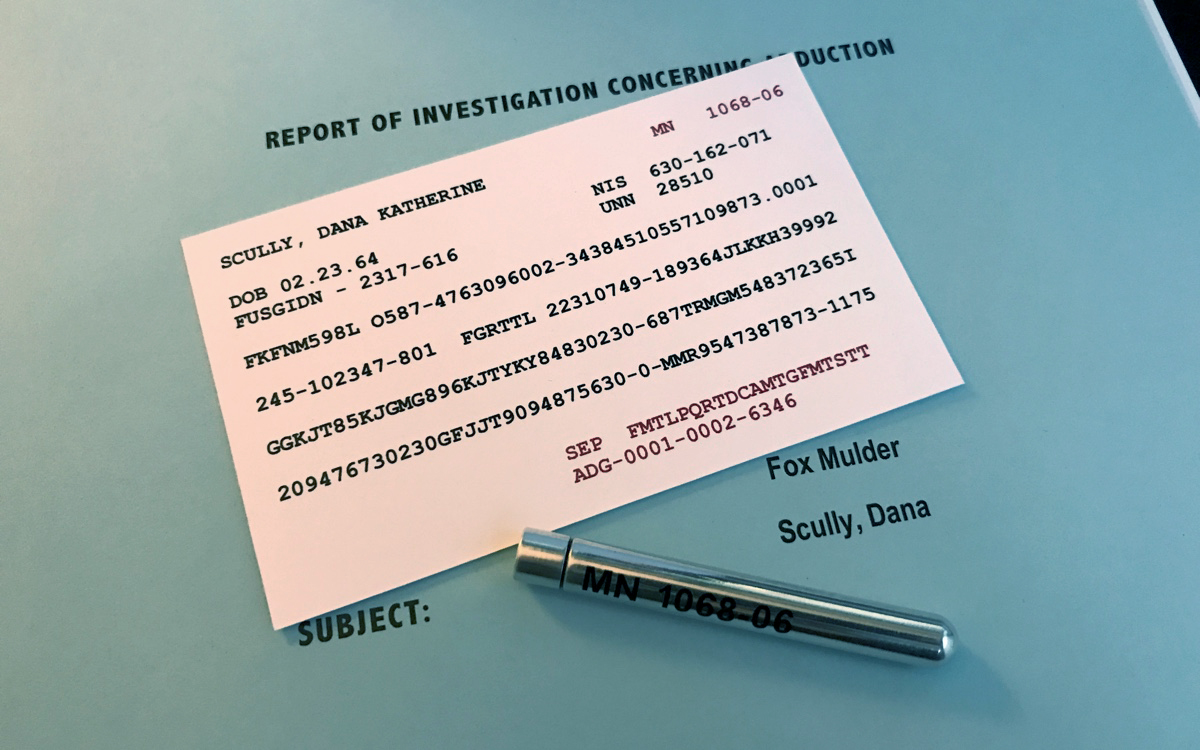 REPORT OF INVESTIGATION CONCERNING ABDUCTION
MN 1068-06
SCULLY, DANA KATHERINE
NIS 630-162-071
UNN 28510
DOB 02.23.64
FUSGIDN - 2317-616
FKFNM598L O587-4763096002-34384510557109873.0001
245-102347-801 FGRTTL 22310749-189364JLKKH39992
GGKJT85KJGMG896KJTYKY84830230-687TRMGM548372365I
209476730230GFJJT9094875630-0-MMR9547387873-1175
SEP FMTLPQRTDCAMTGFMTSTT
ADG-0001-0002-6346
Fox Mulder
Scully, Dana
MN 1068-06
SUBJECT: